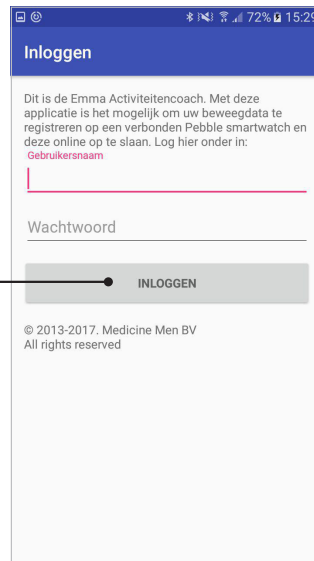 72% 15:29
Inloggen
Dit is de Emma Activiteitencoach. Met deze
applicatie is het mogelijk om uw beweegdata te
registreren op een verbonden Pebble smartwatch en
deze online op te slaan. Log hier onder in:
Gebruikersnaam
Wachtwoord
INLOGGEN
© 2013-2017. Medicine Men BV
All rights reserved